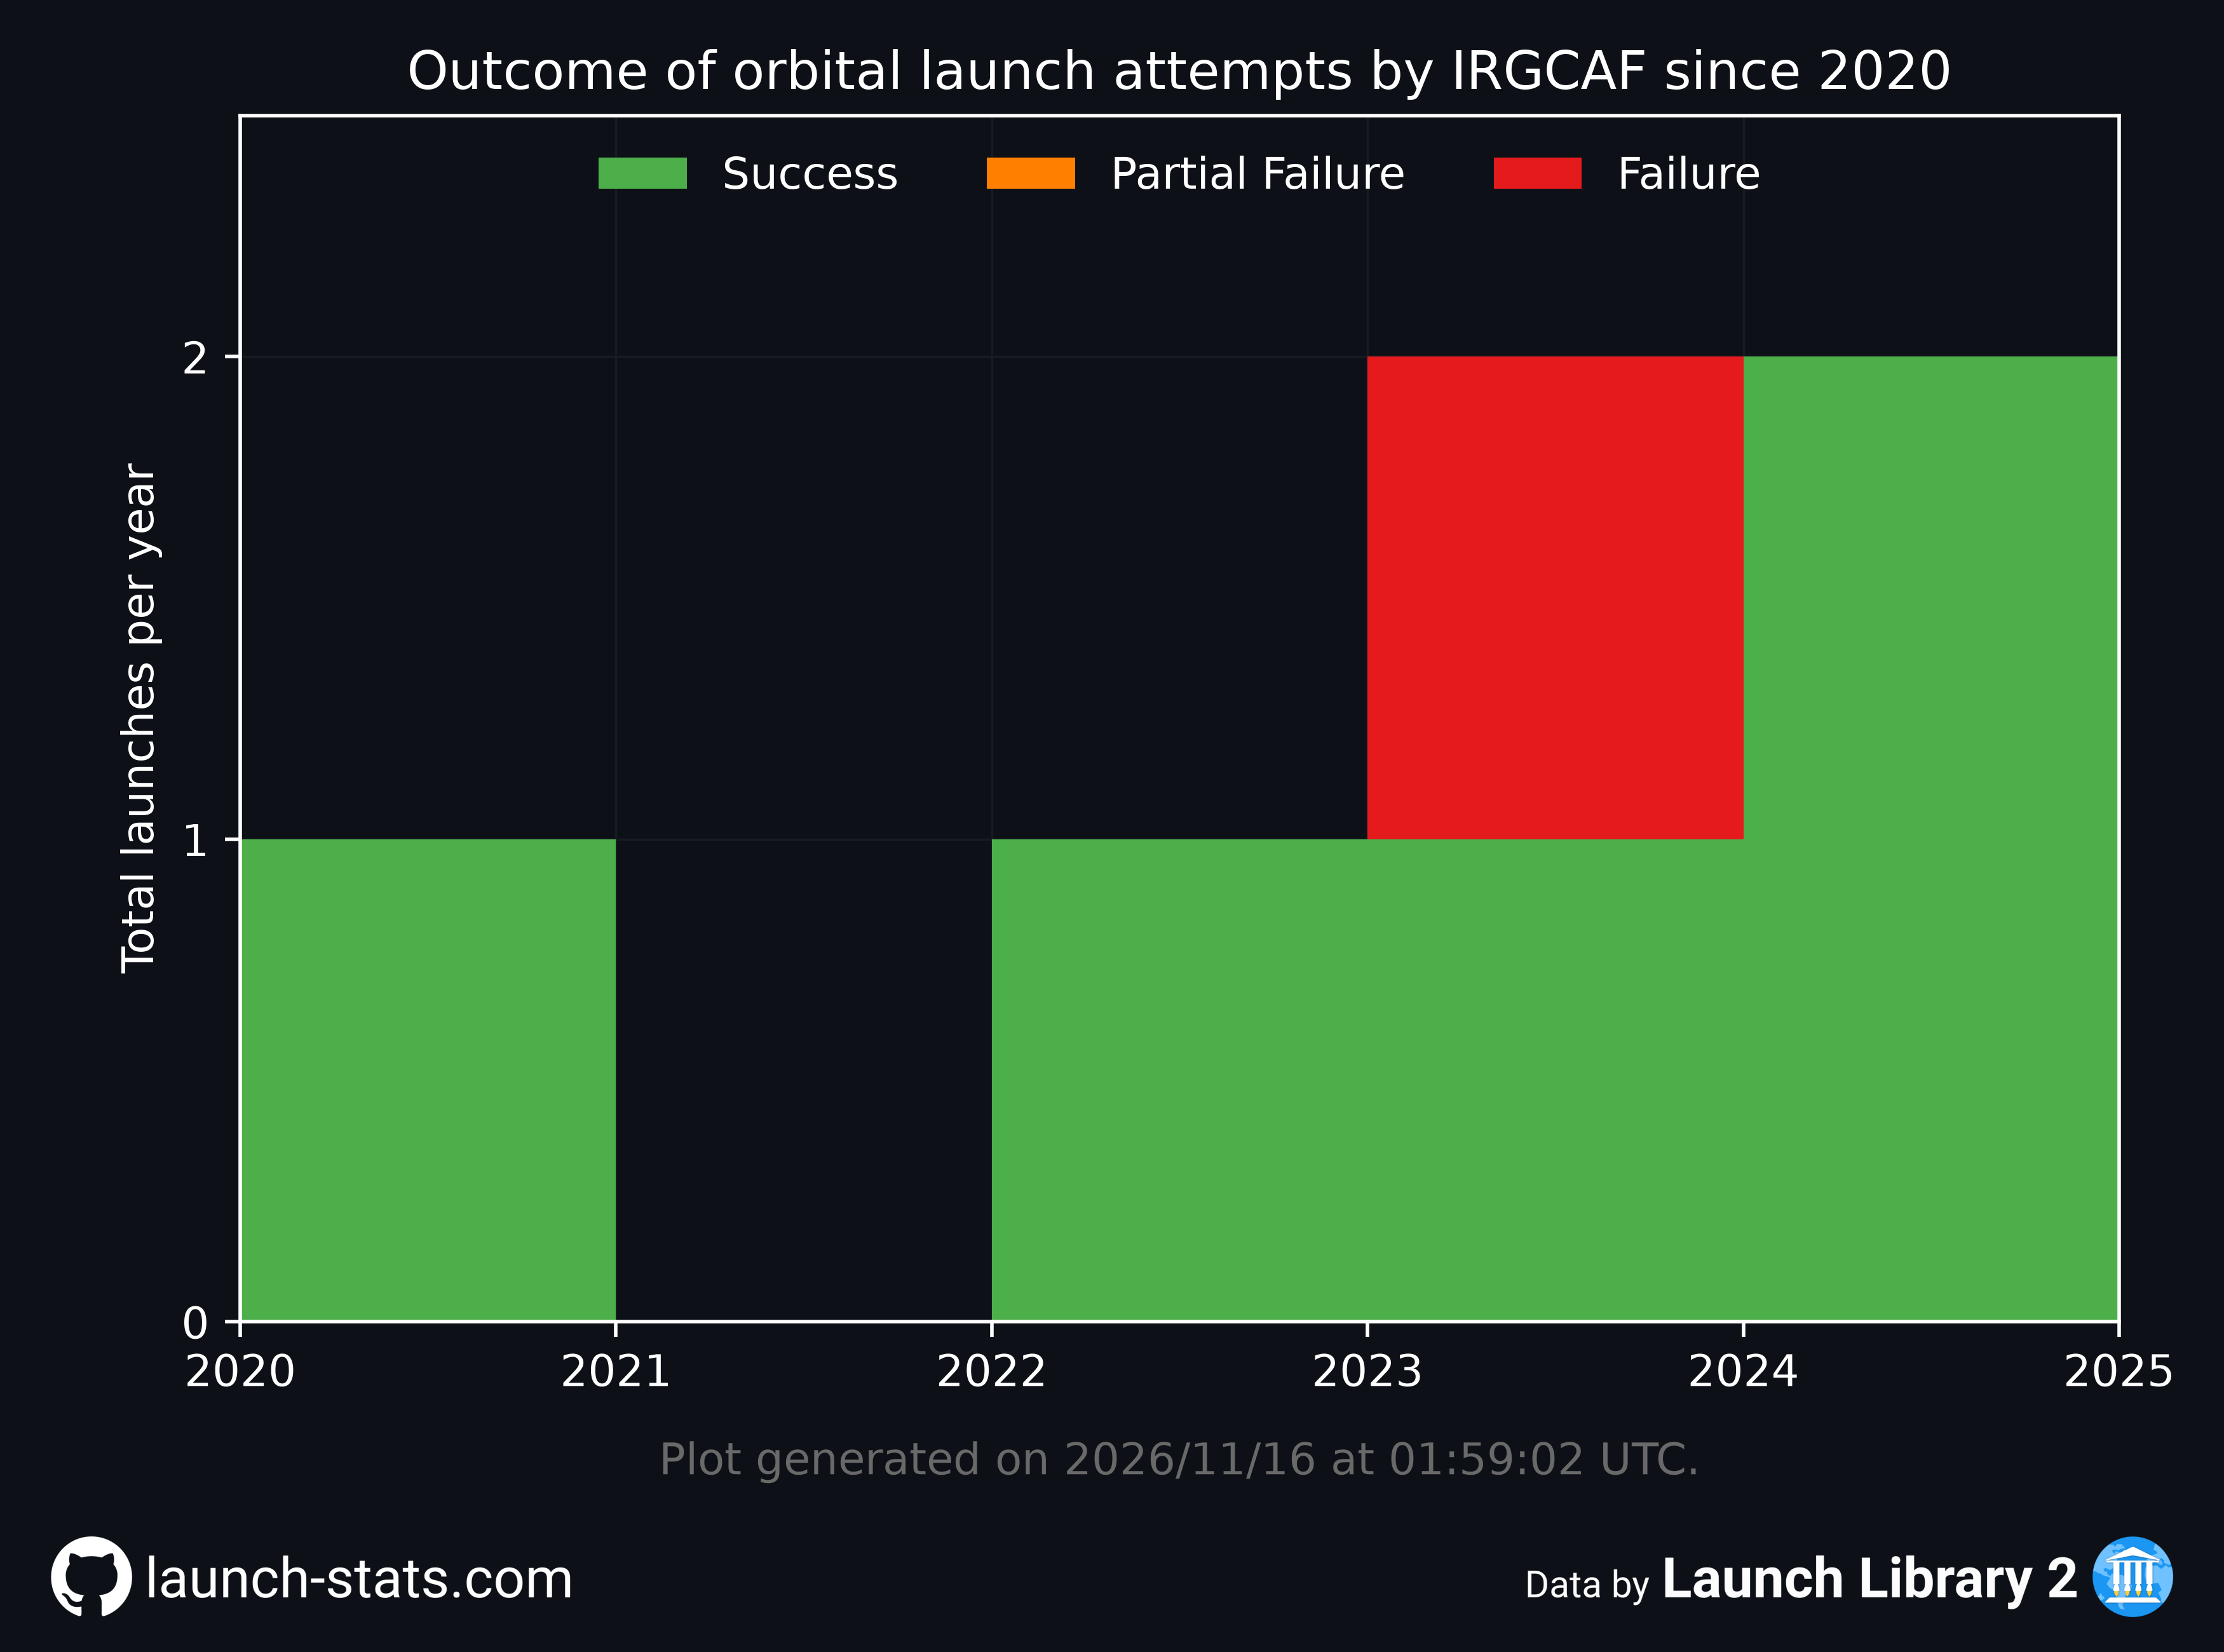 Outcome of orbital launch attempts by IRGCAF since 2020
Success Partial Failure Failure
Total launches per year
2
1
0
2020 2021 2022 2023 2024 2025
Plot generated on 2026/11/16 at 01:59:02 UTC.
launch-stats.com
Data by Launch Library 2